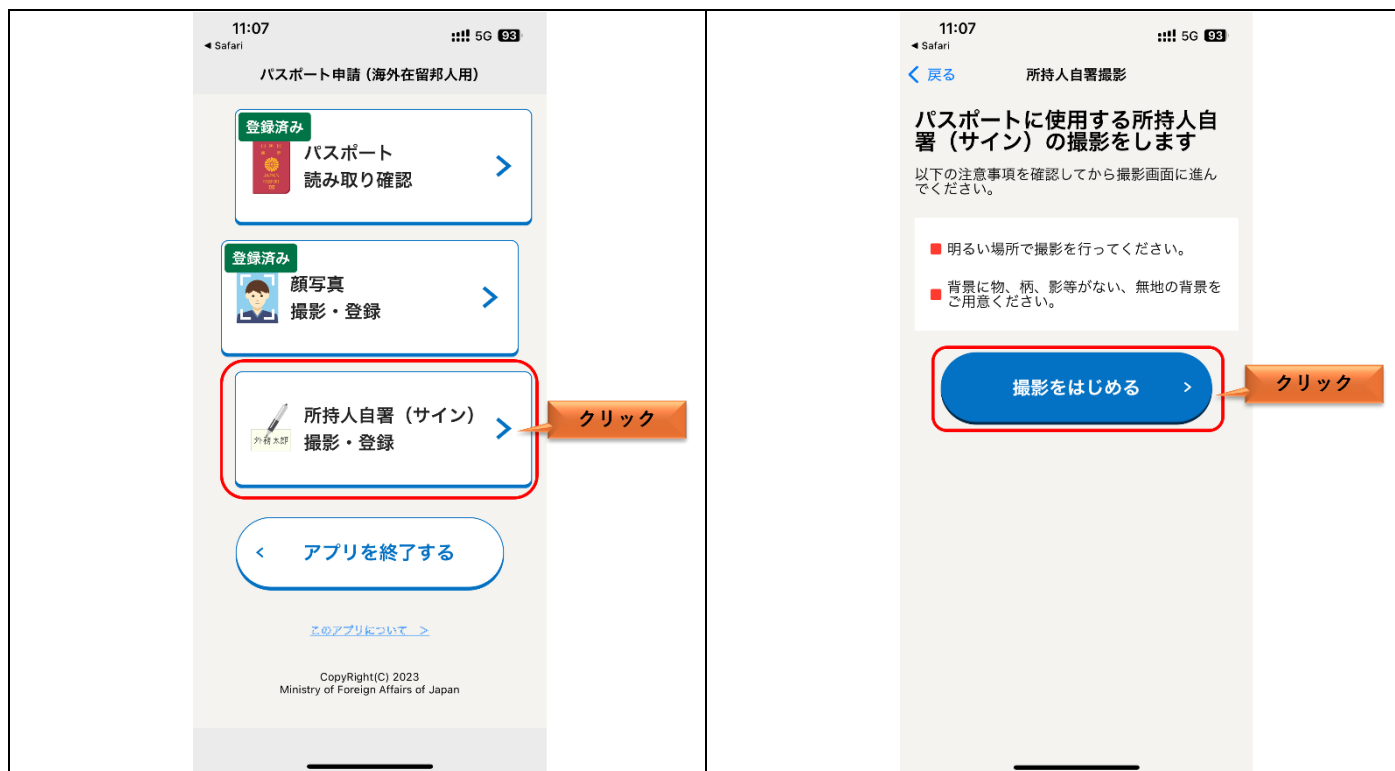 11:07
◀ Safari
5G 93
パスポート申請（海外在留邦人用）
登録済み
パスポート
読み取り確認
登録済み
顔写真
撮影・登録
所持人自署（サイン）
撮影・登録
外務太郎
クリック
アプリを終了する
このアプリについて ＞
CopyRight(C) 2023
Ministry of Foreign Affairs of Japan
11:07
◀ Safari
5G 93
戻る
所持人自署撮影
パスポートに使用する所持人自
署（サイン）の撮影をします
以下の注意事項を確認してから撮影画面に進ん
でください。
明るい場所で撮影を行ってください。
背景に物、柄、影等がない、無地の背景を
ご用意ください。
撮影をはじめる
クリック